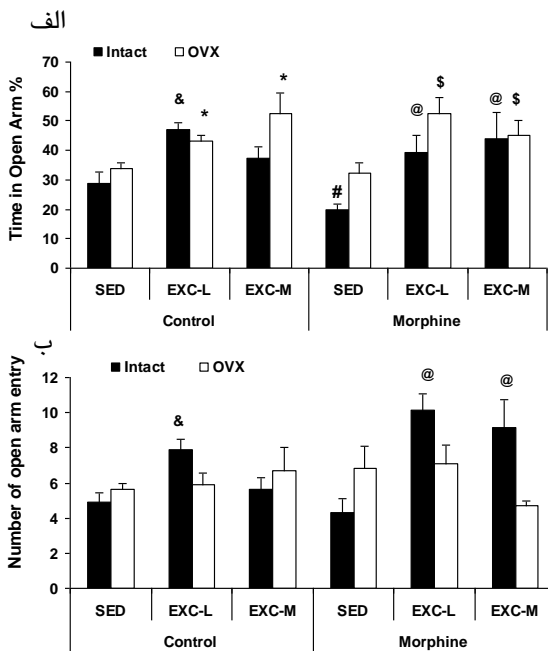 الف
Intact OVX
Time in Open Arm %
70
60
50
40
30
20
10
0
& * * @ $ @ $
#
SED EXC-L EXC-M SED EXC-L EXC-M
Control Morphine
ب
Intact OVX
Number of open arm entry
12
10
8
6
4
2
0
& @ @
SED EXC-L EXC-M SED EXC-L EXC-M
Control Morphine